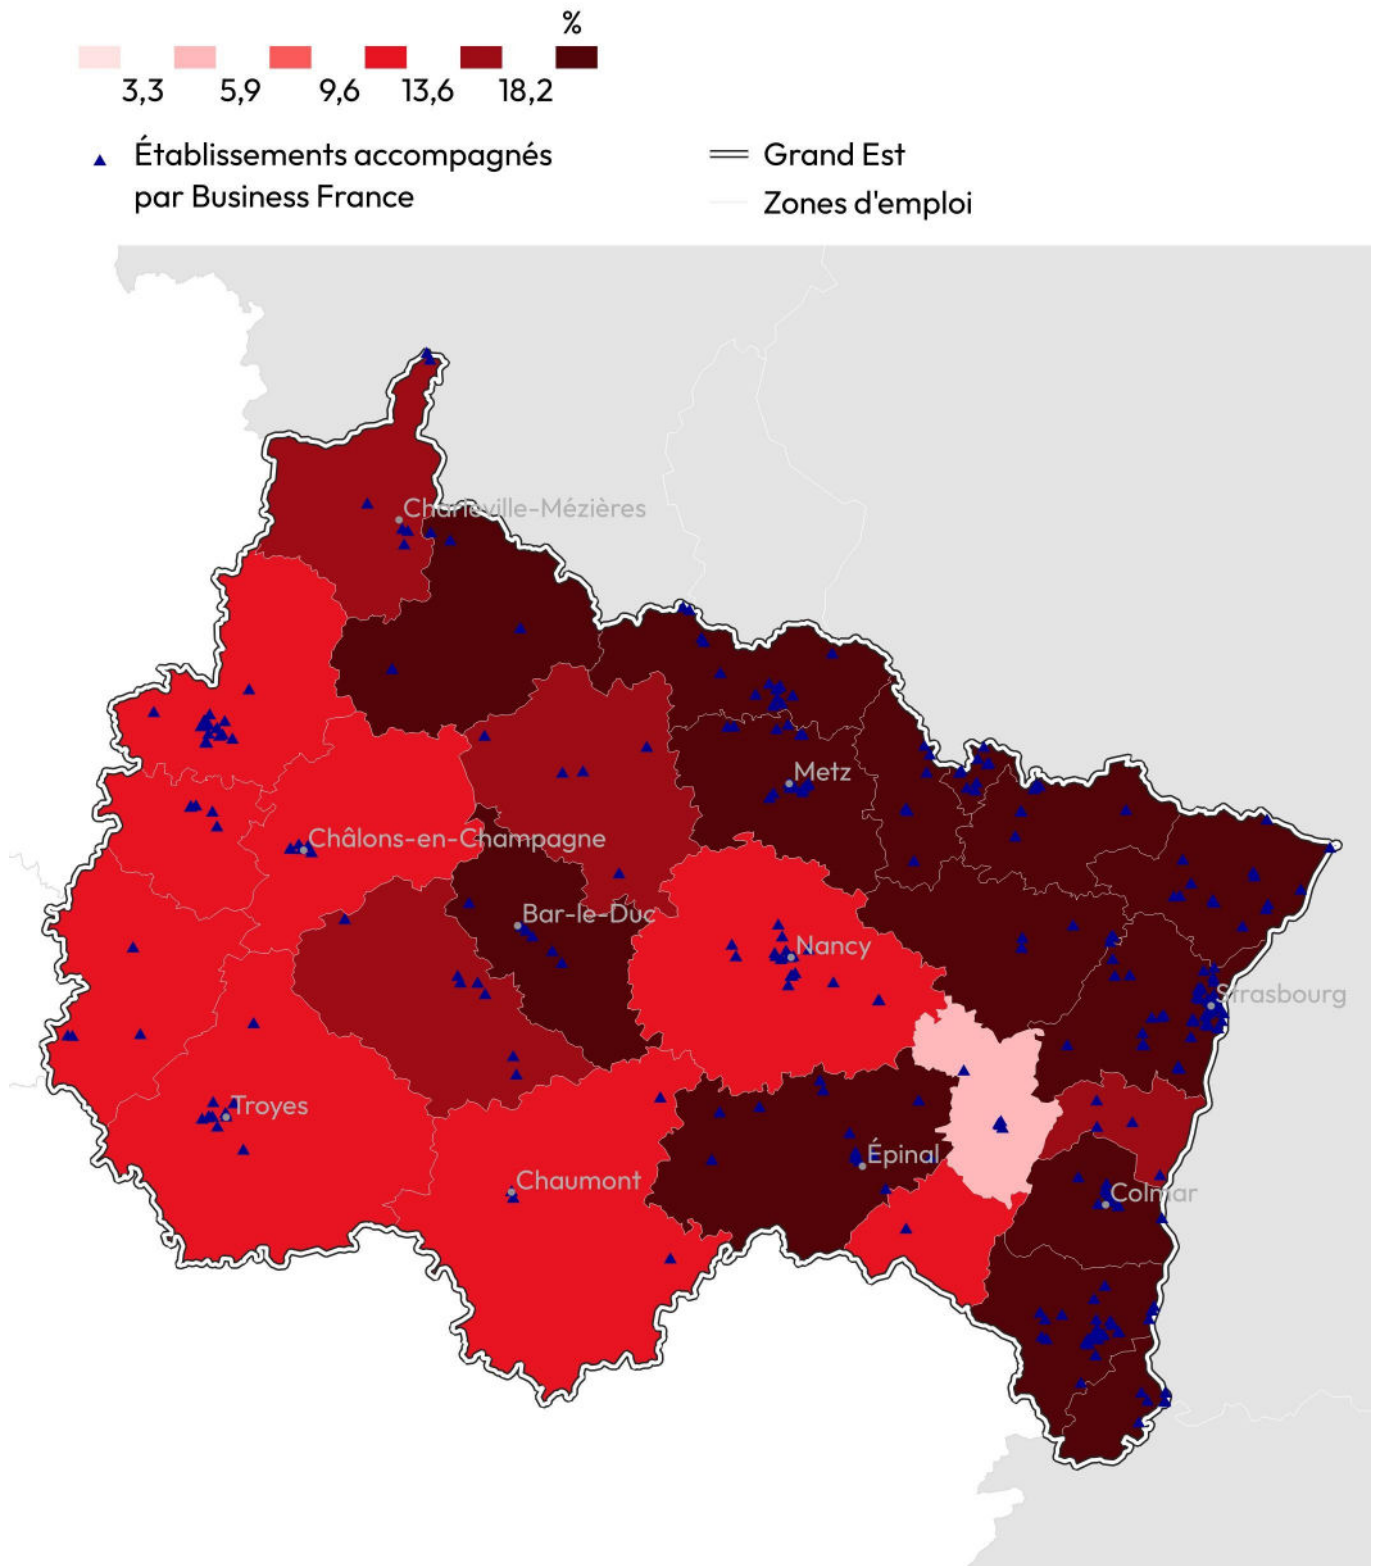 %
3,3 5,9 9,6 13,6 18,2
Établissements accompagnés
par Business France
Grand Est
Zones d'emploi
Charleville-Mézières
Metz
Châlons-en-Champagne
Bar-le-Duc
Nancy
Strasbourg
Troyes
Épinal
Chaumont
Colmar